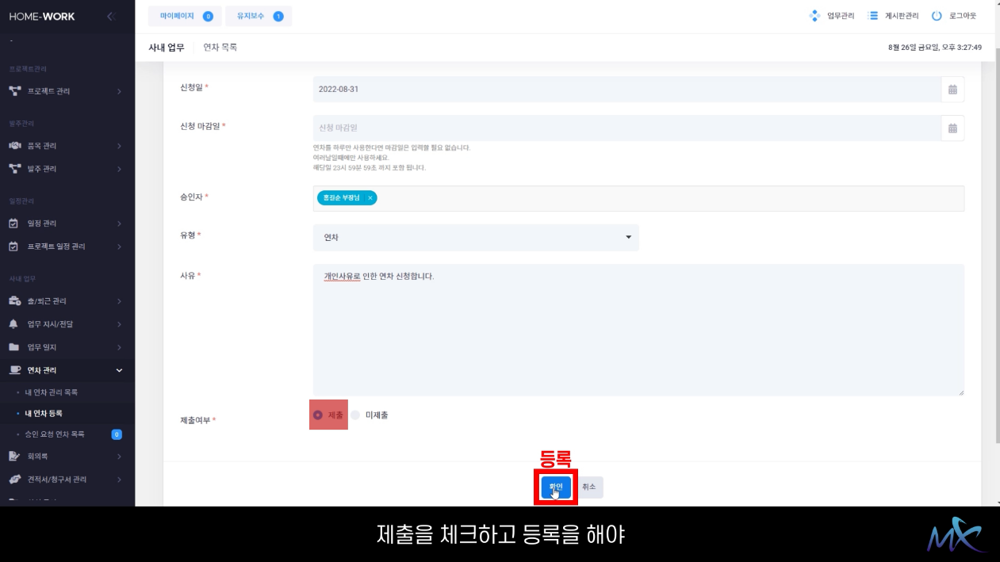 HOME-WORK
마이페이지 0
유지보수 1
업무관리
게시판관리
로그아웃
사내 업무
연차 목록
8월 26일 금요일, 오후 3:27:49
프로젝트관리
프로젝트 관리
발주관리
품목 관리
발주 관리
일정관리
일정 관리
프로젝트 일정 관리
사내 업무
출/퇴근 관리
업무 지시/전달
업무 일지
연차 관리
내 연차 관리 목록
내 연차 등록
승인 요청 연차 목록 0
회의록
견적서/청구서 관리
신청일 *
2022-08-31
신청 마감일 *
신청 마감일
연차를 하루만 사용한다면 마감일은 입력할 필요 없습니다.
여러날일때에만 사용하세요.
해당일 23시 59분 59초 까지 포함 됩니다.
승인자 *
홍길순 부장님 ×
유형 *
연차
사유 *
개인사유로 인한 연차 신청합니다.
제출여부 *
제출
미제출
등록
확인
취소
제출을 체크하고 등록을 해야
MX